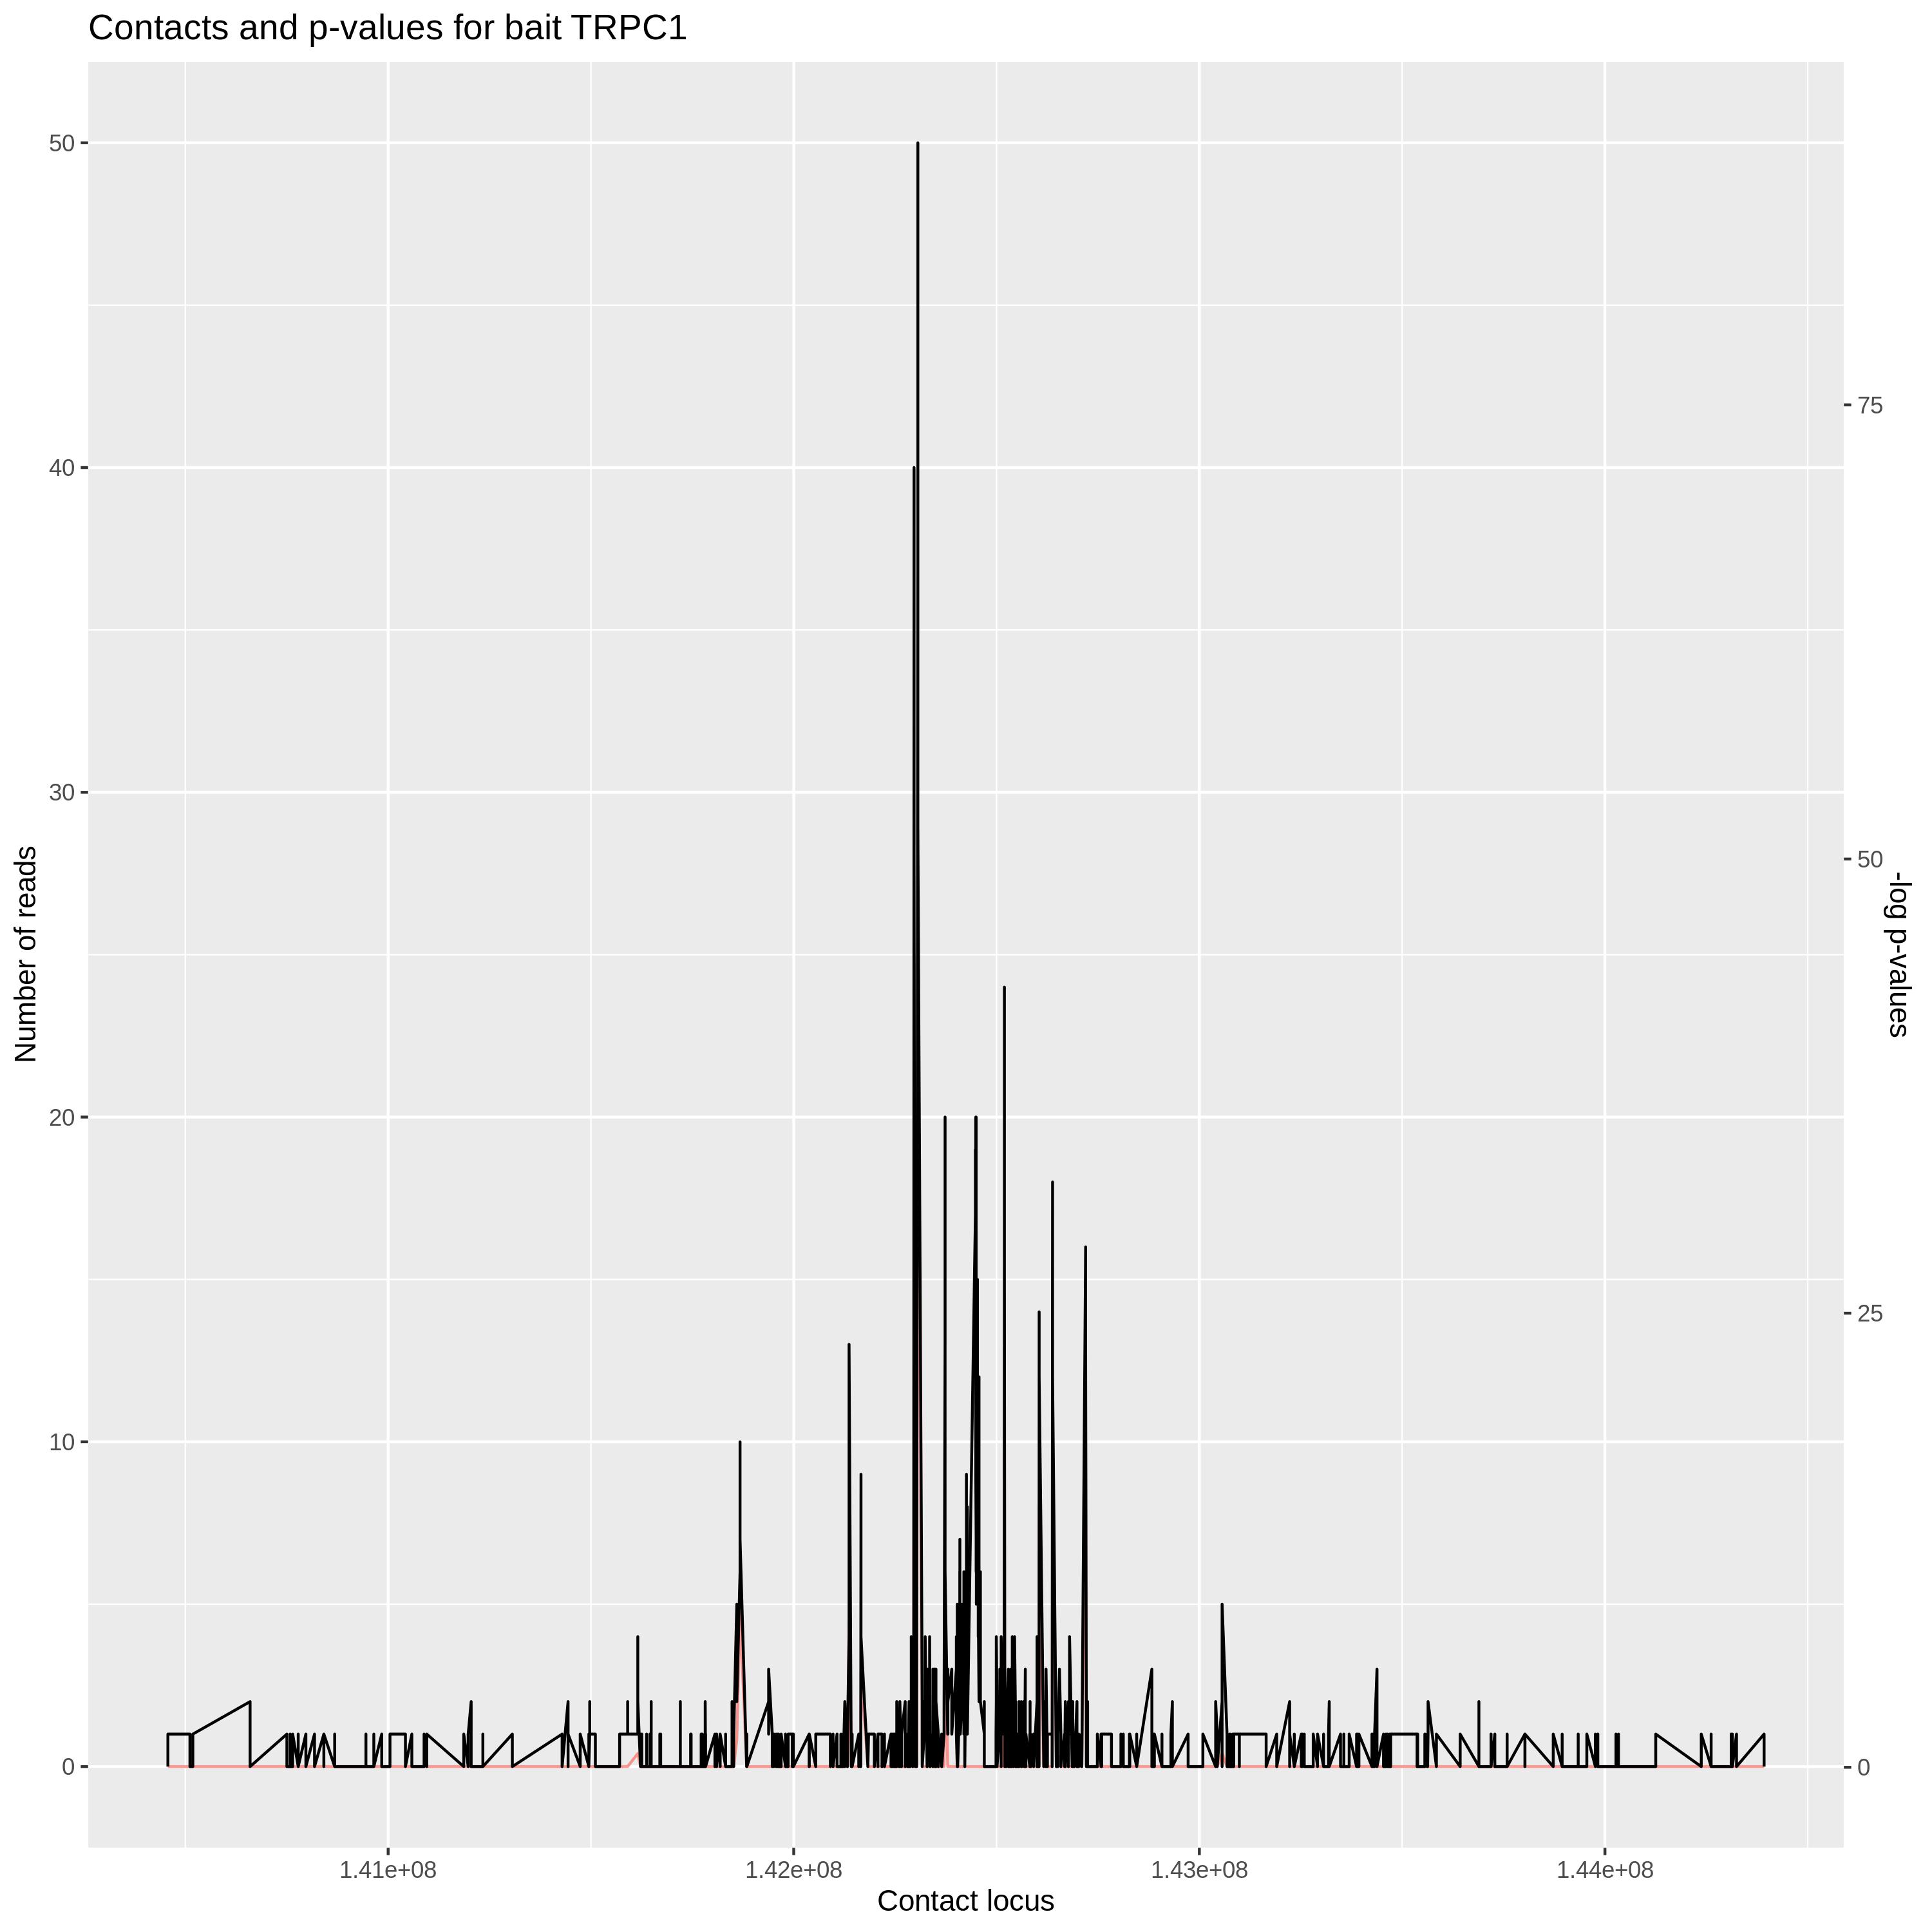 Contacts and p-values for bait TRPC1
50
40
30
20
10
0
Number of reads
75
50
25
0
-log p-values
1.41e+08 1.42e+08 1.43e+08 1.44e+08
Contact locus